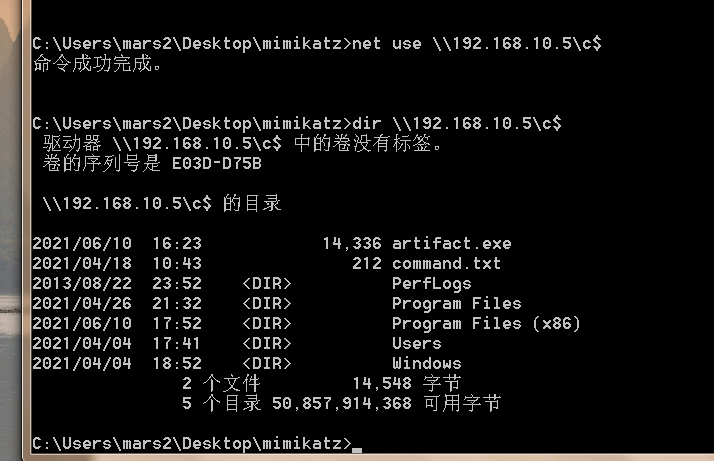 C:\Users\mars2\Desktop\mimikatz>net use \\192.168.10.5\c$
命令成功完成。
C:\Users\mars2\Desktop\mimikatz>dir \\192.168.10.5\c$
驱动器 \\192.168.10.5\c$ 中的卷没有标签。
卷的序列号是 E03D-D75B
\\192.168.10.5\c$ 的目录
2021/06/10 16:23 14,336 artifact.exe
2021/04/18 10:43 212 command.txt
2013/08/22 23:52 <DIR> PerfLogs
2021/04/26 21:32 <DIR> Program Files
2021/06/10 17:52 <DIR> Program Files (x86)
2021/04/04 17:41 <DIR> Users
2021/04/04 18:52 <DIR> Windows
2 个文件 14,548 字节
5 个目录 50,857,914,368 可用字节
C:\Users\mars2\Desktop\mimikatz>_